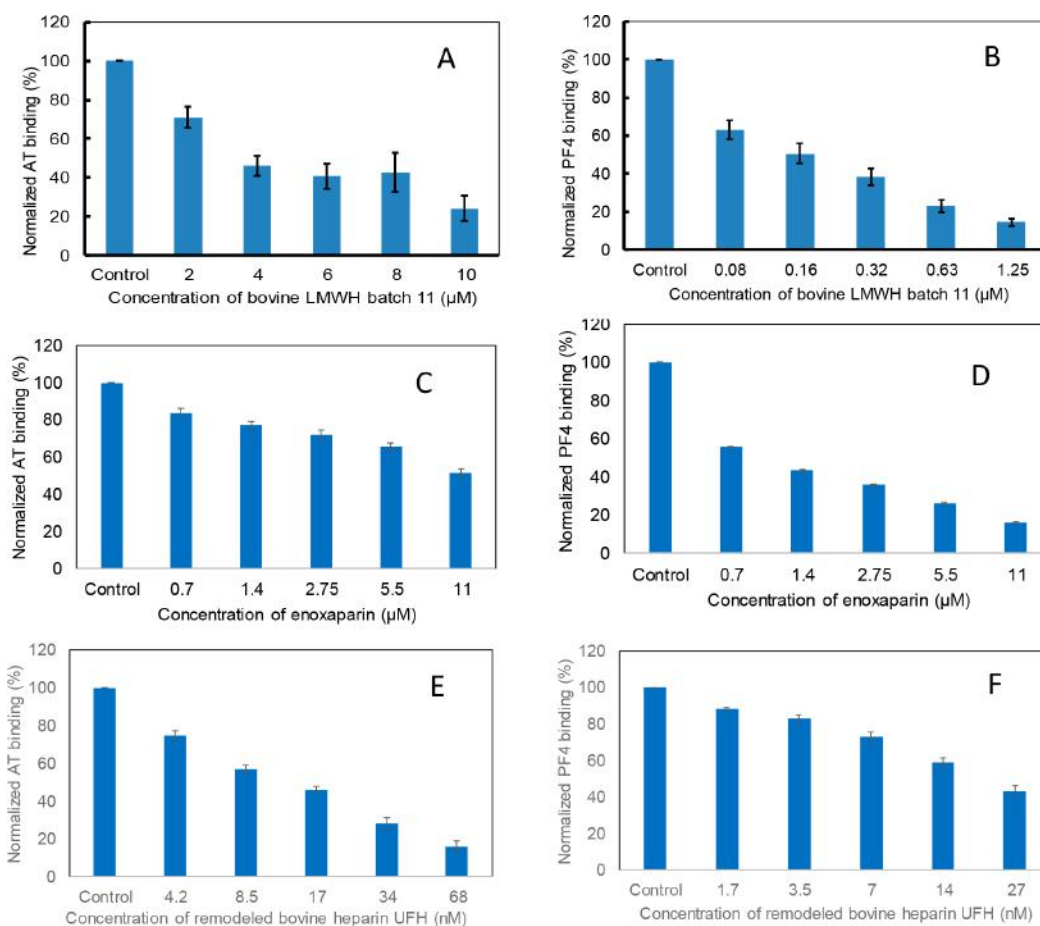 A
Normalized AT binding (%)
120
100
80
60
40
20
0
Control 2 4 6 8 10
Concentration of bovine LMWH batch 11 (µM)
B
Normalized PF4 binding (%)
120
100
80
60
40
20
0
Control 0.08 0.16 0.32 0.63 1.25
Concentration of bovine LMWH batch 11 (µM)
C
Normalized AT binding (%)
120
100
80
60
40
20
0
Control 0.7 1.4 2.75 5.5 11
Concentration of enoxaparin (µM)
D
Normalized PF4 binding (%)
120
100
80
60
40
20
0
Control 0.7 1.4 2.75 5.5 11
Concentration of enoxaparin (µM)
E
Normalized AT binding (%)
120
100
80
60
40
20
0
Control 4.2 8.5 17 34 68
Concentration of remodeled bovine heparin UFH (nM)
F
Normalized PF4 binding (%)
120
100
80
60
40
20
0
Control 1.7 3.5 7 14 27
Concentration of remodeled bovine heparin UFH (nM)